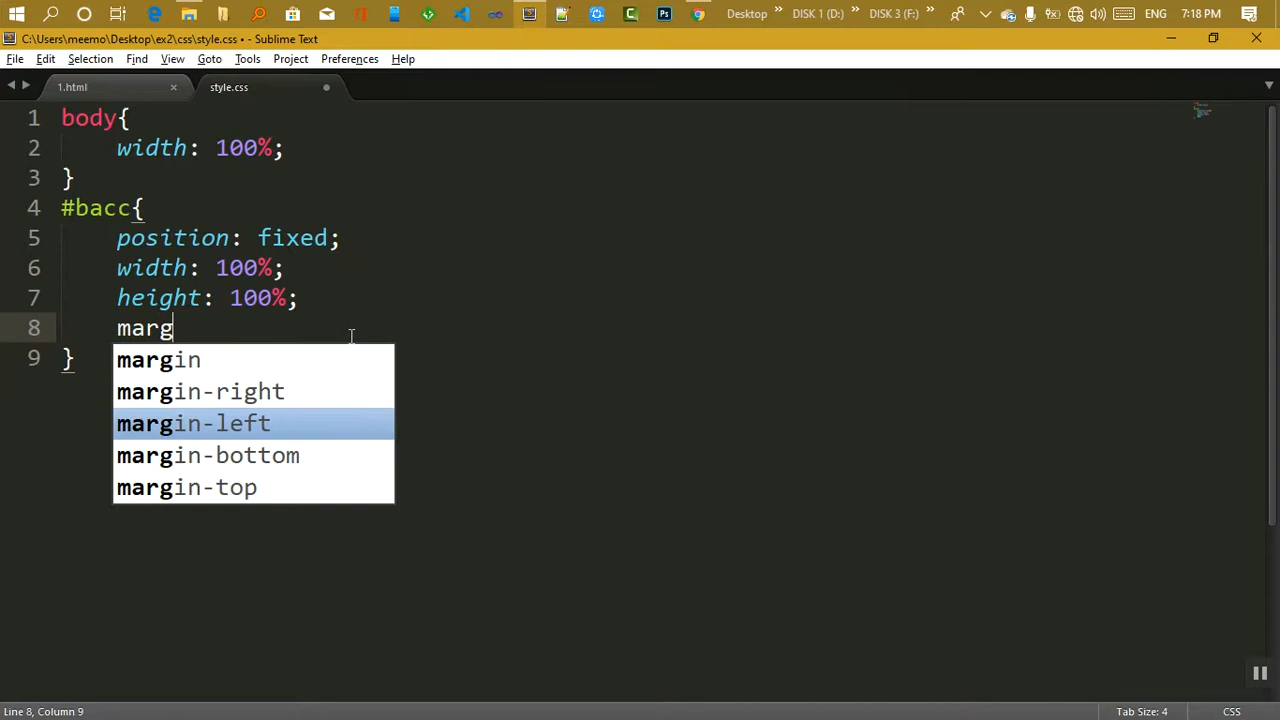 Desktop » DISK 1 (D:) » DISK 3 (F:) » ENG 7:18 PM
C:\Users\meemo\Desktop\ex2\css\style.css • - Sublime Text
File Edit Selection Find View Goto Tools Project Preferences Help
1.html × style.css
1 body{
2 width: 100%;
3 }
4 #bacc{
5 position: fixed;
6 width: 100%;
7 height: 100%;
8 marg
9 }
margin
margin-right
margin-left
margin-bottom
margin-top
Line 8, Column 9 Tab Size: 4 CSS